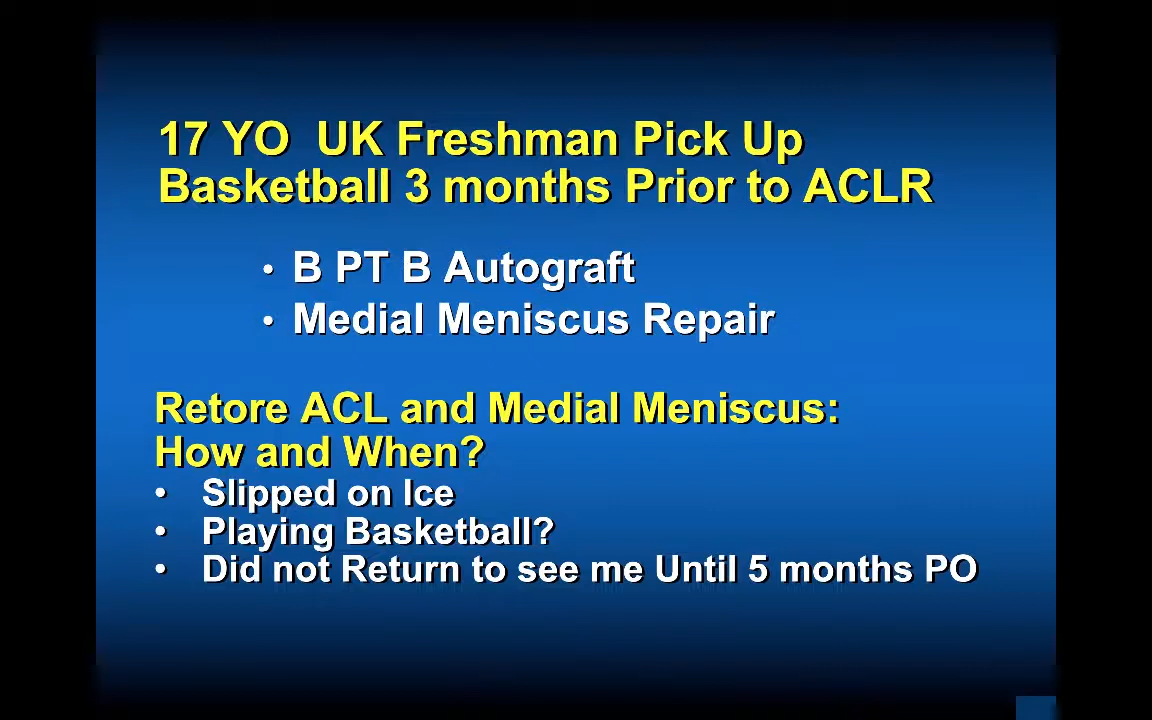 17 YO UK Freshman Pick Up
Basketball 3 months Prior to ACLR
• B PT B Autograft
• Medial Meniscus Repair
Retore ACL and Medial Meniscus:
How and When?
• Slipped on Ice
• Playing Basketball?
• Did not Return to see me Until 5 months PO